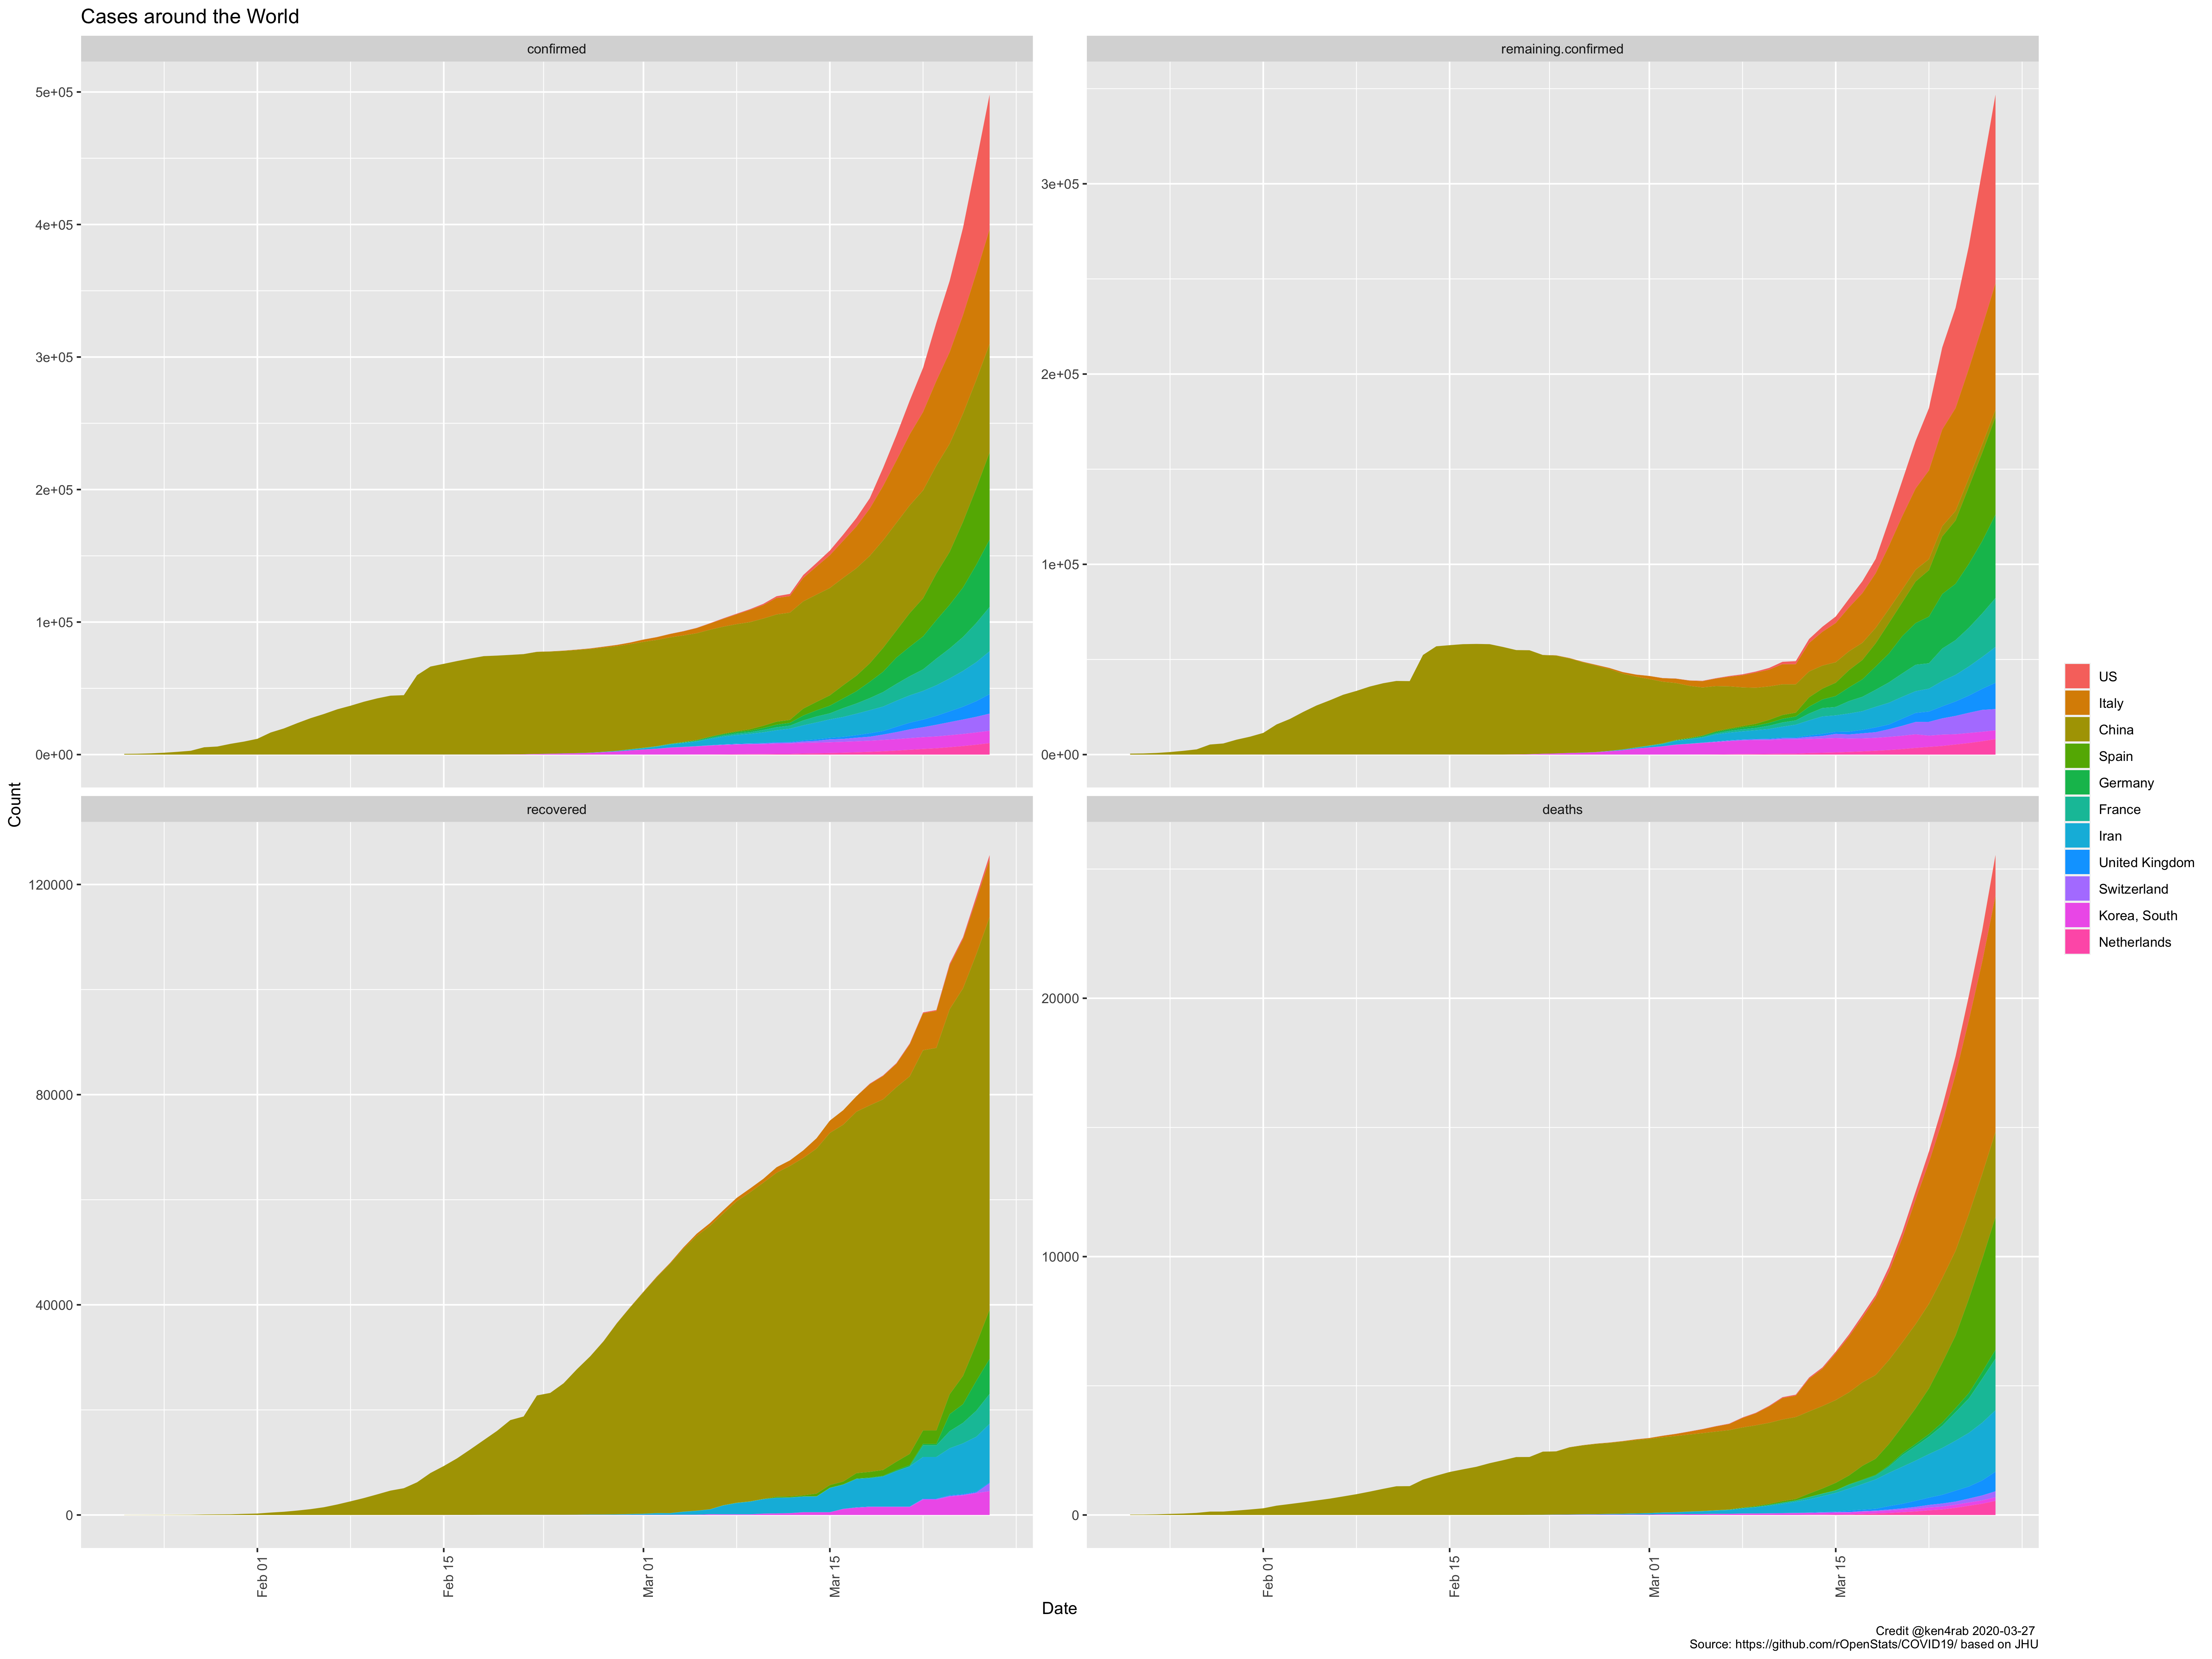 Cases around the World
confirmed
remaining.confirmed
5e+05
4e+05
3e+05
2e+05
1e+05
0e+00
3e+05
2e+05
1e+05
0e+00
Count
recovered
deaths
120000
80000
40000
0
20000
10000
0
Feb 01
Feb 15
Mar 01
Mar 15
Feb 01
Feb 15
Mar 01
Mar 15
Date
US
Italy
China
Spain
Germany
France
Iran
United Kingdom
Switzerland
Korea, South
Netherlands
Credit @ken4rab 2020-03-27
Source: https://github.com/rOpenStats/COVID19/ based on JHU